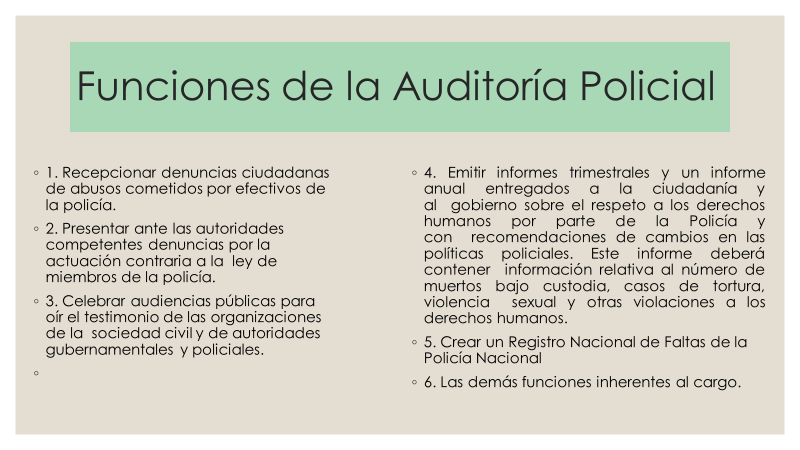 Funciones de la Auditoría Policial
◦ 1. Recepcionar denuncias ciudadanas
de abusos cometidos por efectivos de
la policía.
◦ 2. Presentar ante las autoridades
competentes denuncias por la
actuación contraria a la ley de
miembros de la policía.
◦ 3. Celebrar audiencias públicas para
oír el testimonio de las organizaciones
de la sociedad civil y de autoridades
gubernamentales y policiales.
◦
◦ 4. Emitir informes trimestrales y un informe
anual entregados a la ciudadanía y
al gobierno sobre el respeto a los derechos
humanos por parte de la Policía y
con recomendaciones de cambios en las
políticas policiales. Este informe deberá
contener información relativa al número de
muertos bajo custodia, casos de tortura,
violencia sexual y otras violaciones a los
derechos humanos.
◦ 5. Crear un Registro Nacional de Faltas de la
Policía Nacional
◦ 6. Las demás funciones inherentes al cargo.